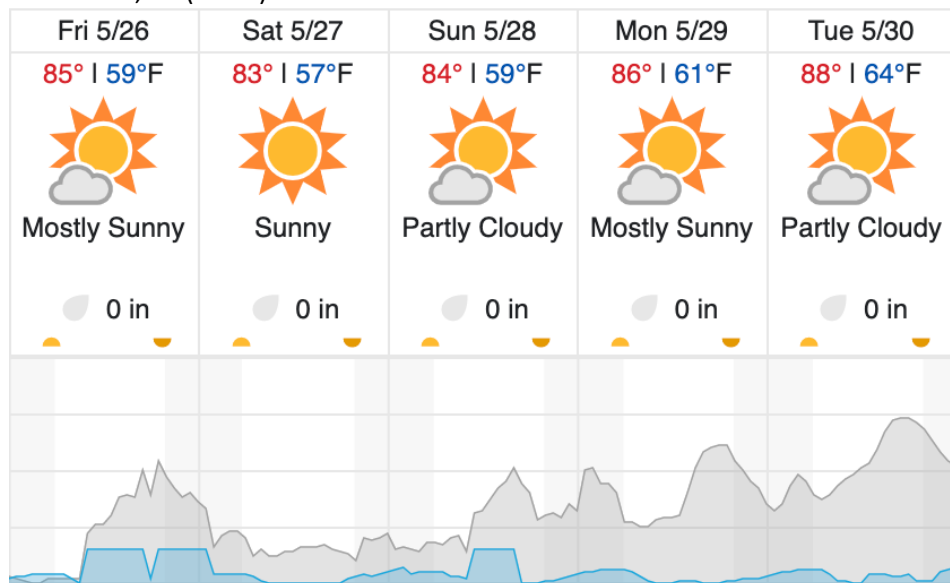 Fri 5/26 Sat 5/27 Sun 5/28 Mon 5/29 Tue 5/30
85° | 59°F 83° | 57°F 84° | 59°F 86° | 61°F 88° | 64°F
Mostly Sunny Sunny Partly Cloudy Mostly Sunny Partly Cloudy
0 in 0 in 0 in 0 in 0 in